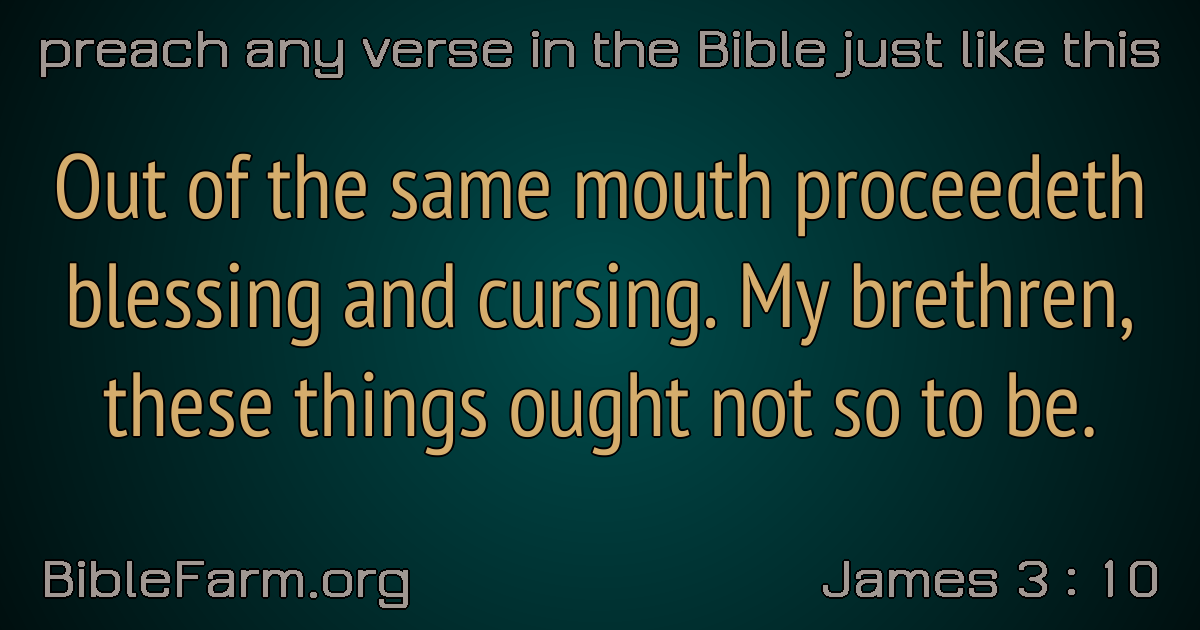 preach any verse in the Bible just like this
Out of the same mouth proceedeth
blessing and cursing. My brethren,
these things ought not so to be.
BibleFarm.org
James 3 : 10